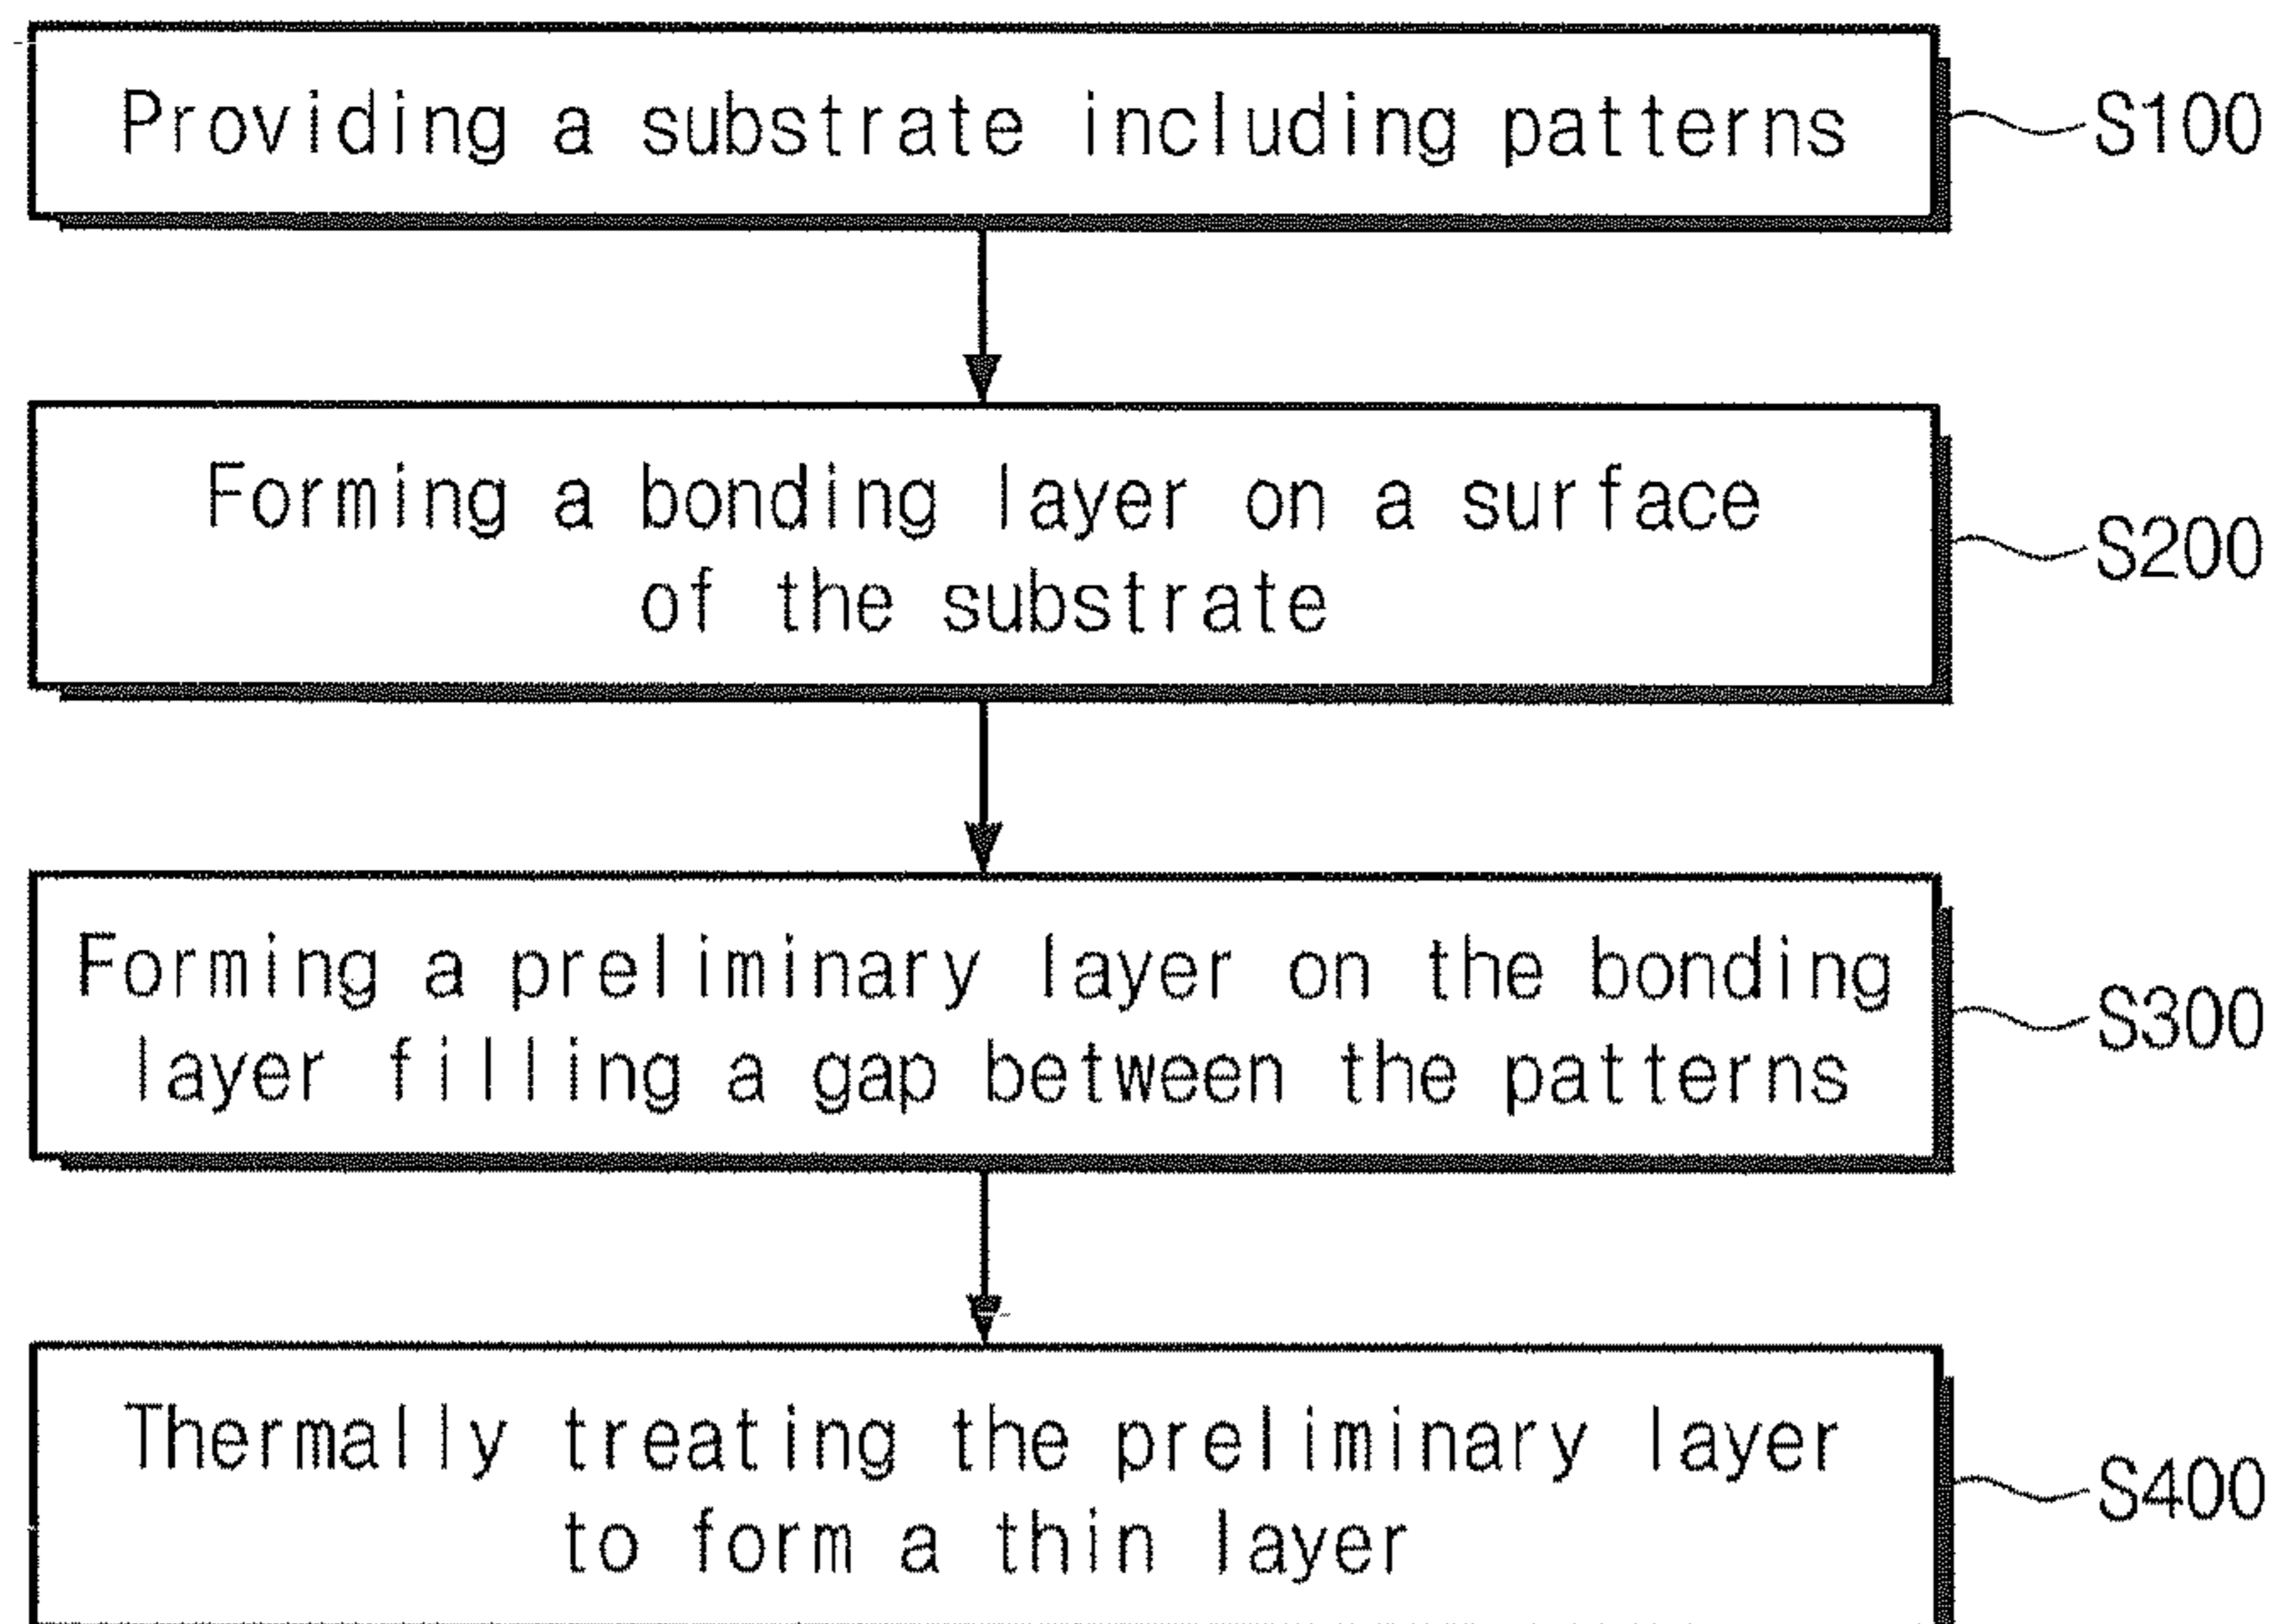 Providing a substrate including patterns
S100
Forming a bonding layer on a surface
of the substrate
S200
Forming a preliminary layer on the bonding
layer filling a gap between the patterns
S300
Thermally treating the preliminary layer
to form a thin layer
S400